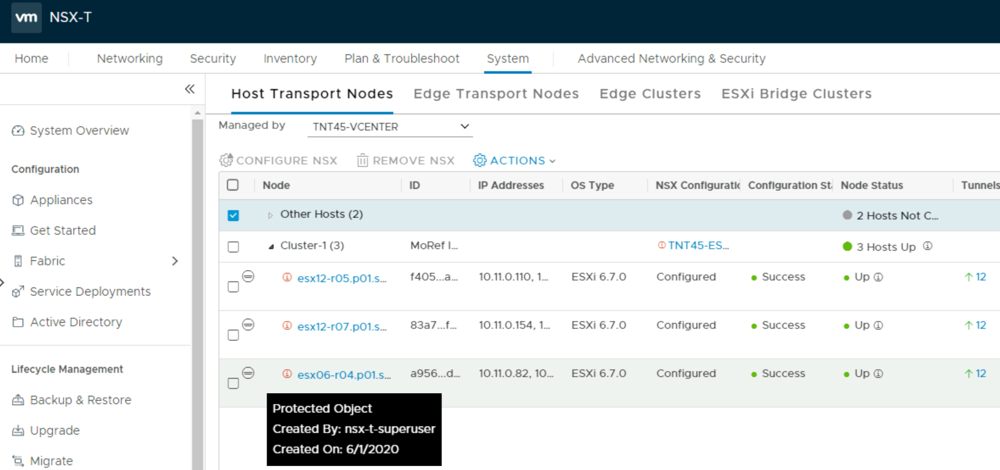 vm NSX-T
Home Networking Security Inventory Plan & Troubleshoot System Advanced Networking & Security
Host Transport Nodes Edge Transport Nodes Edge Clusters ESXi Bridge Clusters
Managed by TNT45-VCENTER
System Overview
Configuration
Appliances
Get Started
Fabric
Service Deployments
Active Directory
Lifecycle Management
Backup & Restore
Upgrade
Migrate
CONFIGURE NSX REMOVE NSX ACTIONS
Node ID IP Addresses OS Type NSX Configuratic Configuration St. Node Status Tunnels
Other Hosts (2) 2 Hosts Not C...
Cluster-1 (3) MoRef I... TNT45-ES... 3 Hosts Up
esx12-r05.p01.s... f405...a... 10.11.0.110, 1... ESXi 6.7.0 Configured Success Up 12
esx12-r07.p01.s... 83a7...f... 10.11.0.154, 1... ESXi 6.7.0 Configured Success Up 12
esx06-r04.p01.s... a956...d... 10.11.0.82, 10... ESXi 6.7.0 Configured Success Up 12
Protected Object
Created By: nsx-t-superuser
Created On: 6/1/2020